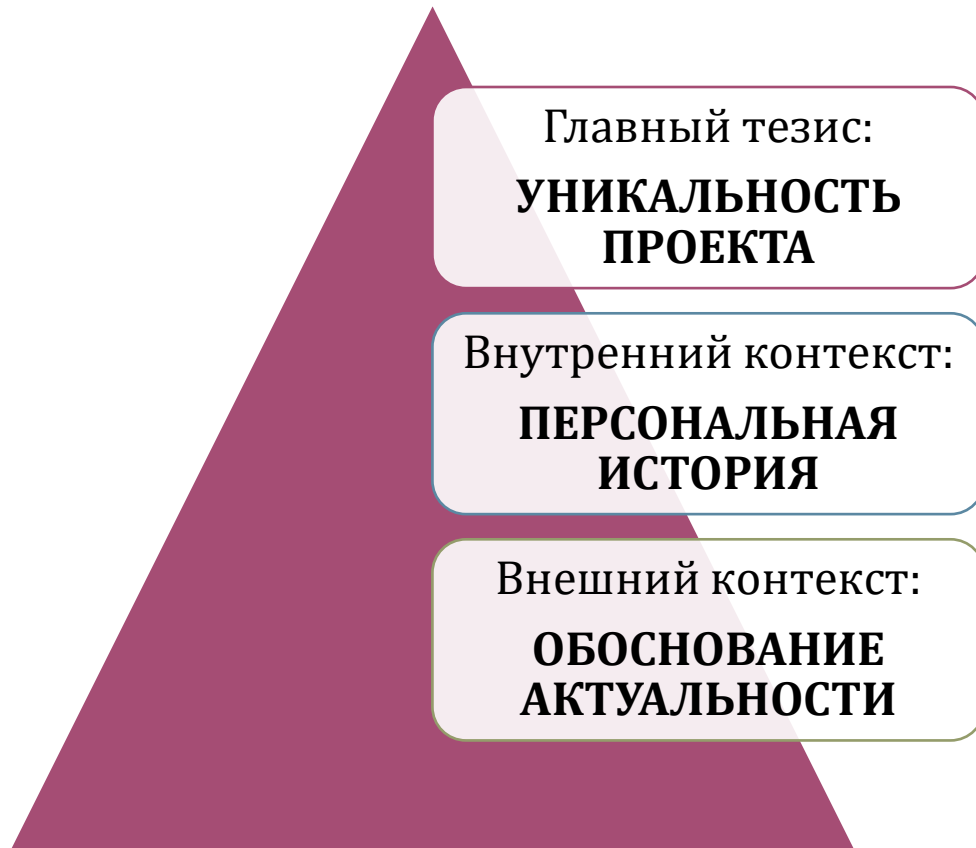 Главный тезис:
УНИКАЛЬНОСТЬ
ПРОЕКТА
Внутренний контекст:
ПЕРСОНАЛЬНАЯ
ИСТОРИЯ
Внешний контекст:
ОБОСНОВАНИЕ
АКТУАЛЬНОСТИ